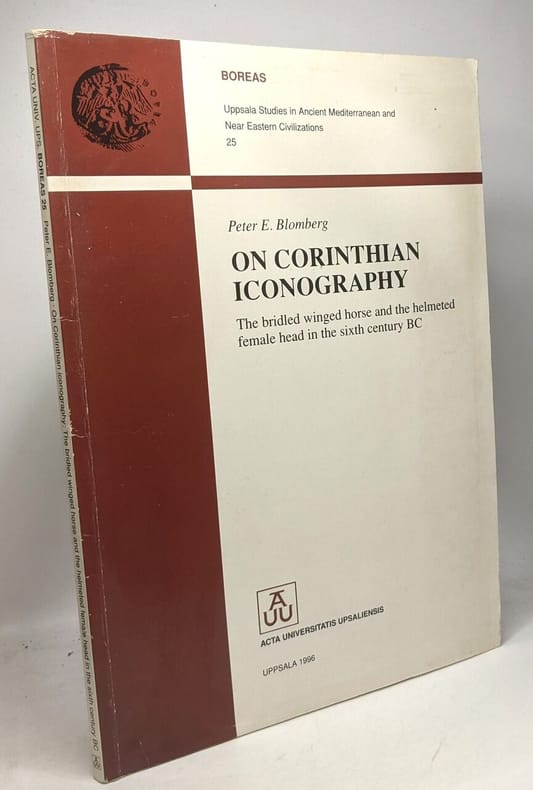 BOREAS
Uppsala Studies in Ancient Mediterranean and
Near Eastern Civilizations
25
Peter E. Blomberg
ON CORINTHIAN
ICONOGRAPHY
The bridled winged horse and the helmeted
female head in the sixth century BC
A
UU
ACTA UNIVERSITATIS UPSALIENSIS
UPPSALA 1996
ACTA UNIV. UPS. BOREAS 25 Peter E. Blomberg · On Corinthian iconography. The bridled winged horse and the helmeted female head in the sixth century BC